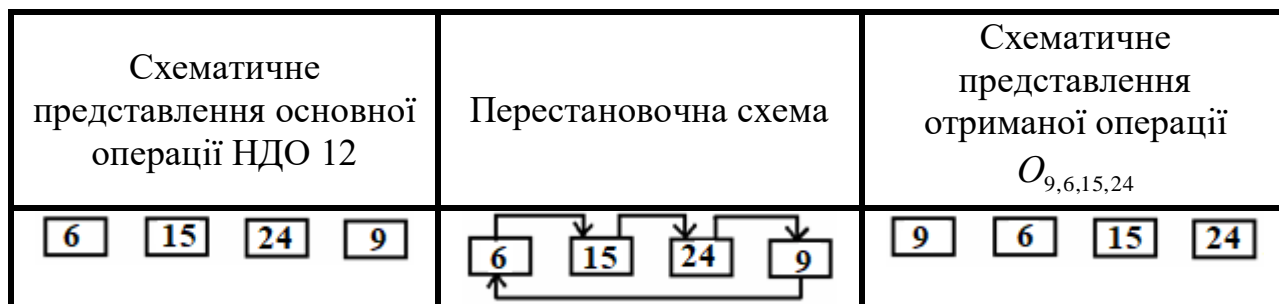 Схематичне
представлення основної
операції НДО 12
Перестановочна схема
Схематичне
представлення
отриманої операції
O9,6,15,24
6 15 24 9
6 15 24 9
9 6 15 24